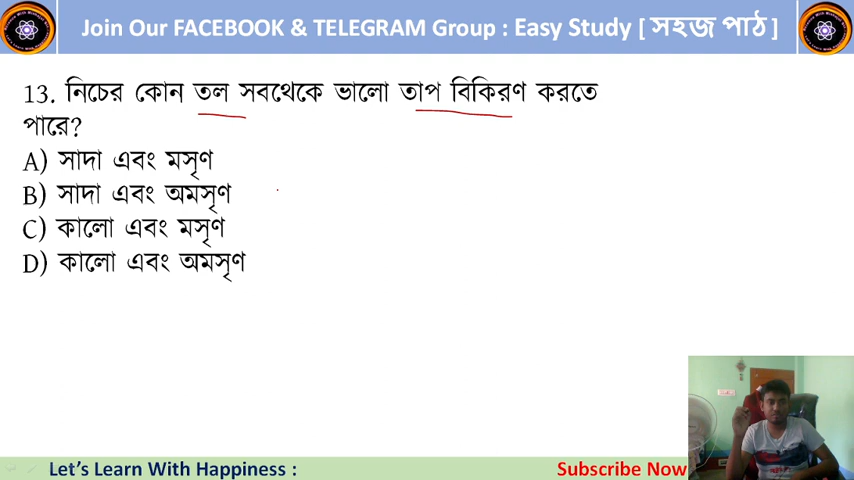 Join Our FACEBOOK & TELEGRAM Group : Easy Study [ সহজ পাঠ ]
13. নিচের কোন তল সবথেকে ভালো তাপ বিকিরণ করতে
পারে?
A) সাদা এবং মসৃণ
B) সাদা এবং অমসৃণ
C) কালো এবং মসৃণ
D) কালো এবং অমসৃণ
Let's Learn With Happiness :
Subscribe Now